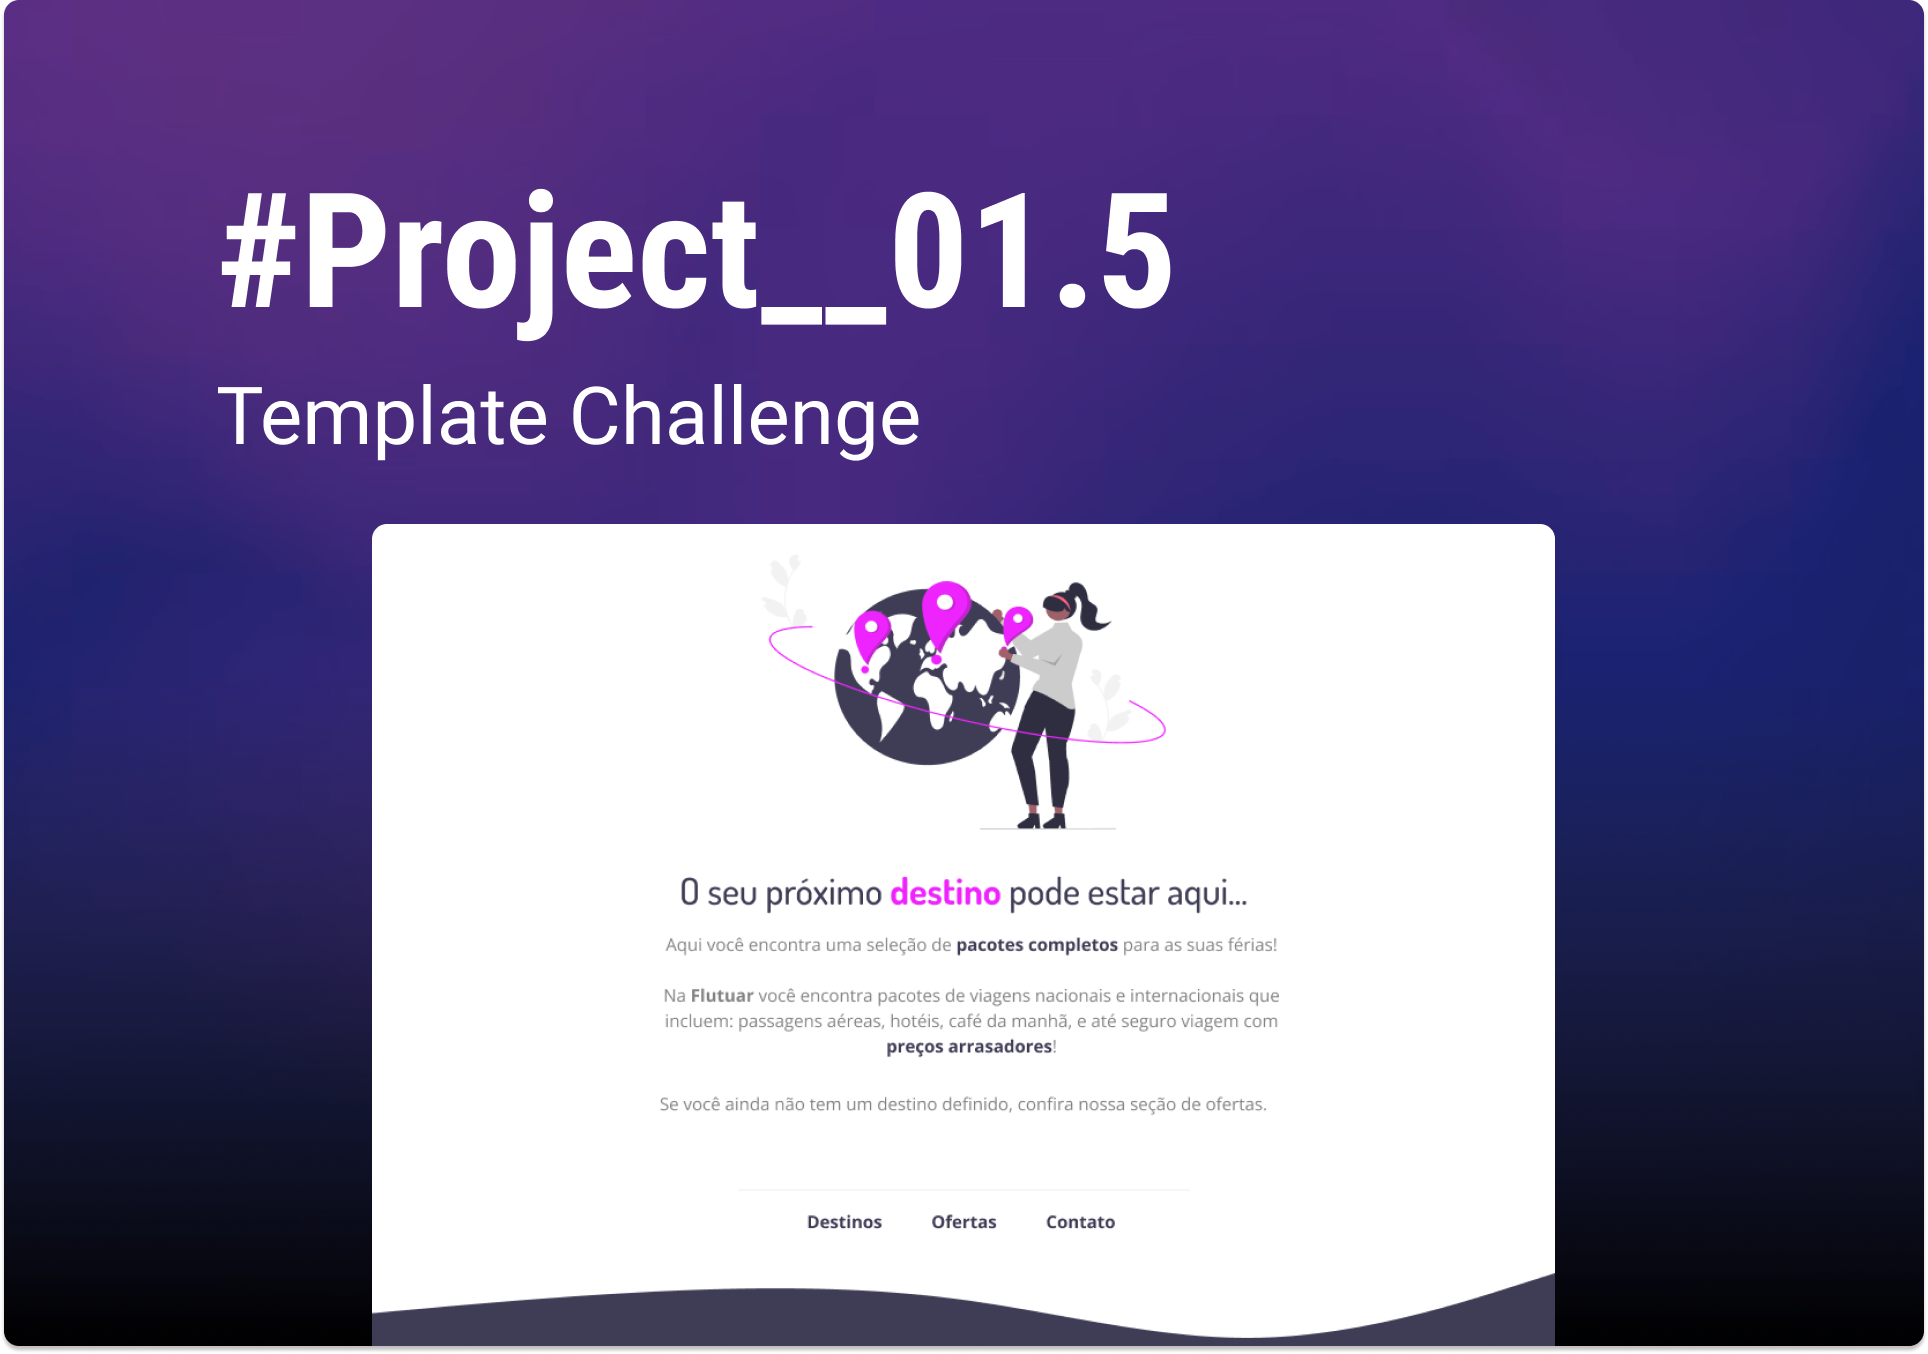 #Project__01.5
Template Challenge
O seu próximo destino pode estar aqui...
Aqui você encontra uma seleção de pacotes completos para as suas férias!
Na Flutuar você encontra pacotes de viagens nacionais e internacionais que
incluem: passagens aéreas, hotéis, café da manhã, e até seguro viagem com
preços arrasadores!
Se você ainda não tem um destino definido, confira nossa seção de ofertas.
Destinos Ofertas Contato